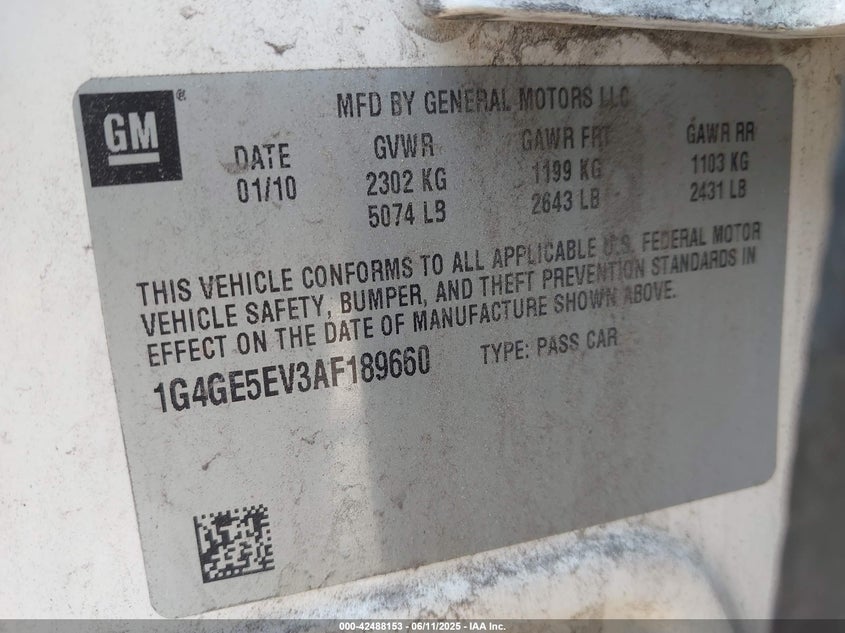 GM®
MFD BY GENERAL MOTORS LLC
DATE GVWR GAWR FRT GAWR RR
01/10 2302 KG 1199 KG 1103 KG
5074 LB 2643 LB 2431 LB
THIS VEHICLE CONFORMS TO ALL APPLICABLE U.S. FEDERAL MOTOR
VEHICLE SAFETY, BUMPER, AND THEFT PREVENTION STANDARDS IN
EFFECT ON THE DATE OF MANUFACTURE SHOWN ABOVE.
1G4GE5EV3AF189660 TYPE: PASS CAR
000-42488153 - 06/11/2025 - IAA Inc.